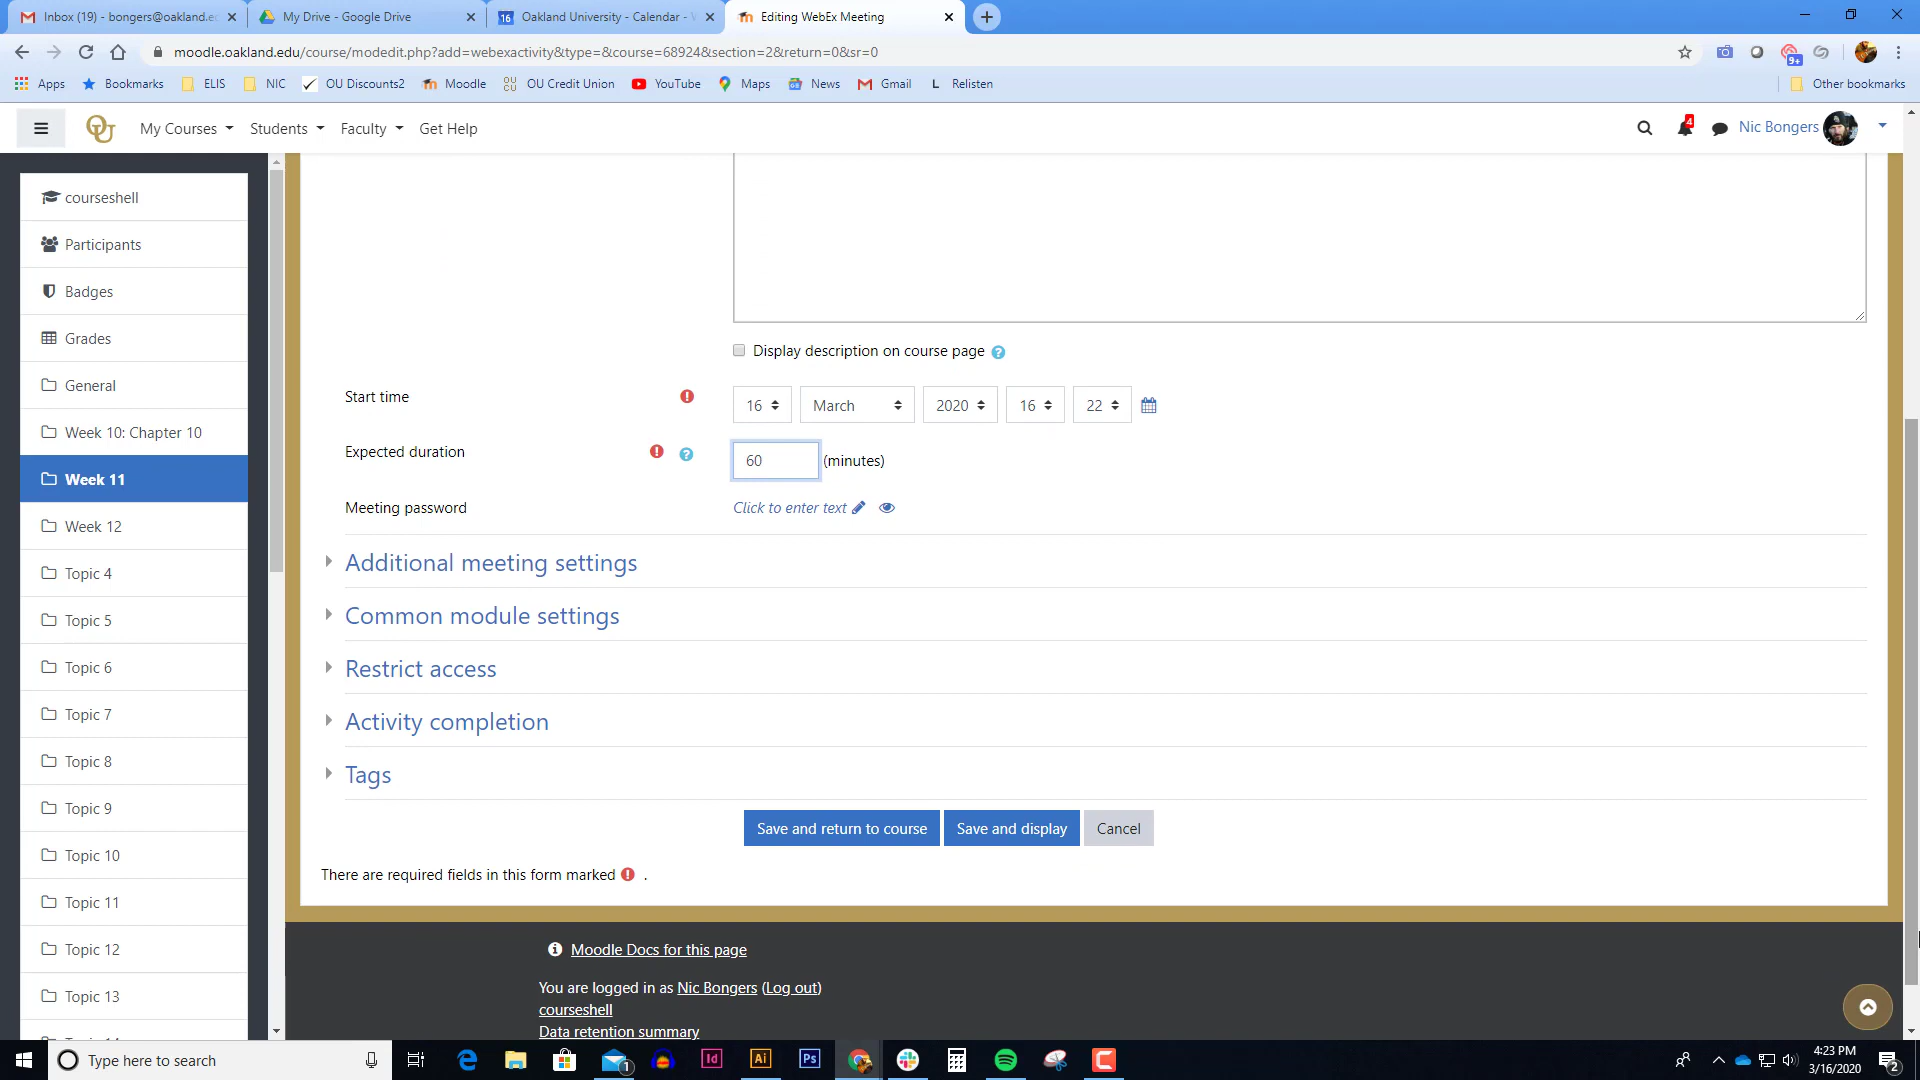 Inbox (19) - bongers@oakland.e
My Drive - Google Drive
Oakland University - Calendar -
Editing WebEx Meeting
moodle.oakland.edu/course/modedit.php?add=webexactivity&type=&course=68924&section=2&return=0&sr=0
9+
Apps Bookmarks ELIS NIC OU Discounts2 Moodle OU Credit Union YouTube Maps News Gmail Relisten Other bookmarks
My Courses Students Faculty Get Help 4 Nic Bongers
courseshell
Participants
Badges
Grades
General
Week 10: Chapter 10
Week 11
Week 12
Topic 4
Topic 5
Topic 6
Topic 7
Topic 8
Topic 9
Topic 10
Topic 11
Topic 12
Topic 13
Display description on course page
Start time 16 March 2020 16 22
Expected duration 60 (minutes)
Meeting password Click to enter text
Additional meeting settings
Common module settings
Restrict access
Activity completion
Tags
Save and return to course Save and display Cancel
There are required fields in this form marked .
Moodle Docs for this page
You are logged in as Nic Bongers (Log out)
courseshell
Data retention summary
Type here to search
4:23 PM
3/16/2020